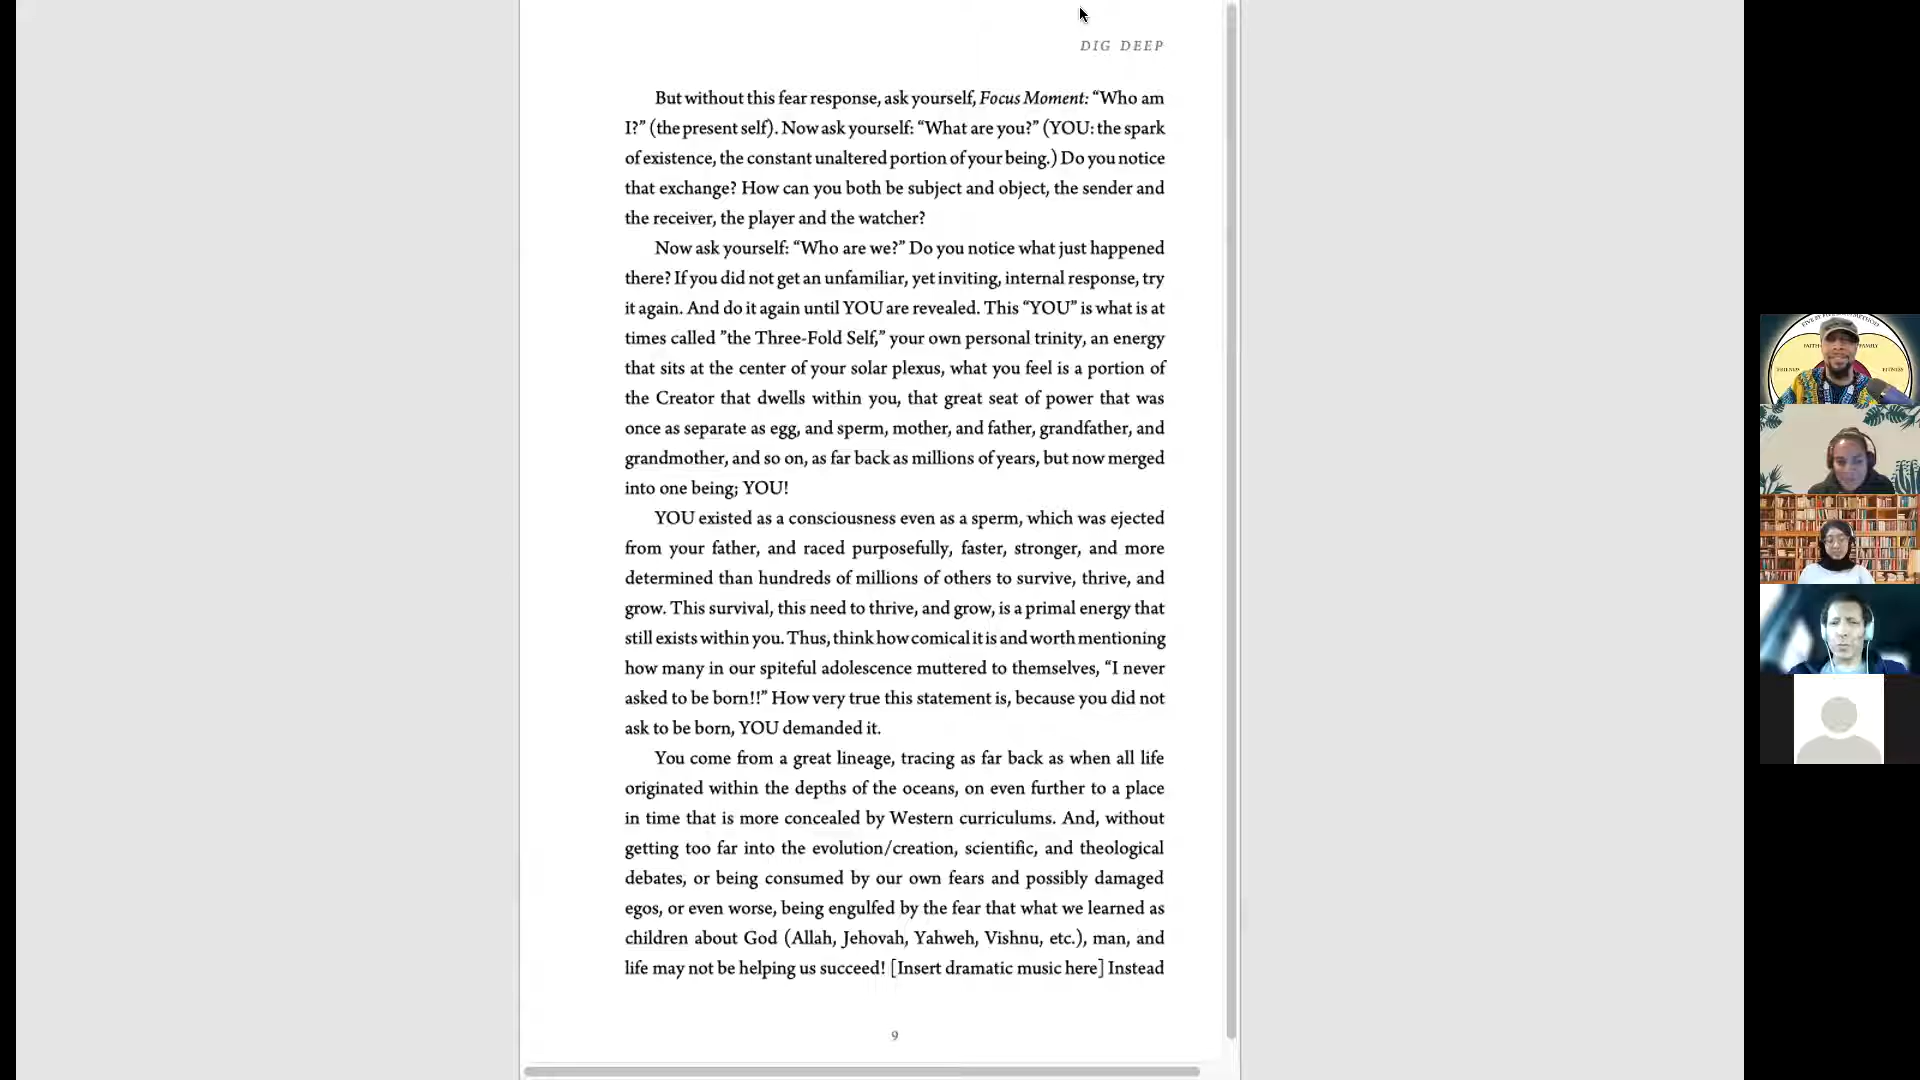 DIG DEEP
But without this fear response, ask yourself, Focus Moment: “Who am
I?” (the present self). Now ask yourself: “What are you?” (YOU: the spark
of existence, the constant unaltered portion of your being.) Do you notice
that exchange? How can you both be subject and object, the sender and
the receiver, the player and the watcher?
Now ask yourself: “Who are we?” Do you notice what just happened
there? If you did not get an unfamiliar, yet inviting, internal response, try
it again. And do it again until YOU are revealed. This “YOU” is what is at
times called ”the Three-Fold Self,” your own personal trinity, an energy
that sits at the center of your solar plexus, what you feel is a portion of
the Creator that dwells within you, that great seat of power that was
once as separate as egg, and sperm, mother, and father, grandfather, and
grandmother, and so on, as far back as millions of years, but now merged
into one being; YOU!
YOU existed as a consciousness even as a sperm, which was ejected
from your father, and raced purposefully, faster, stronger, and more
determined than hundreds of millions of others to survive, thrive, and
grow. This survival, this need to thrive, and grow, is a primal energy that
still exists within you. Thus, think how comical it is and worth mentioning
how many in our spiteful adolescence muttered to themselves, “I never
asked to be born!!” How very true this statement is, because you did not
ask to be born, YOU demanded it.
You come from a great lineage, tracing as far back as when all life
originated within the depths of the oceans, on even further to a place
in time that is more concealed by Western curriculums. And, without
getting too far into the evolution/creation, scientific, and theological
debates, or being consumed by our own fears and possibly damaged
egos, or even worse, being engulfed by the fear that what we learned as
children about God (Allah, Jehovah, Yahweh, Vishnu, etc.), man, and
life may not be helping us succeed! [Insert dramatic music here] Instead
9
FAITH
FAMILY
FRIENDS
FITNESS